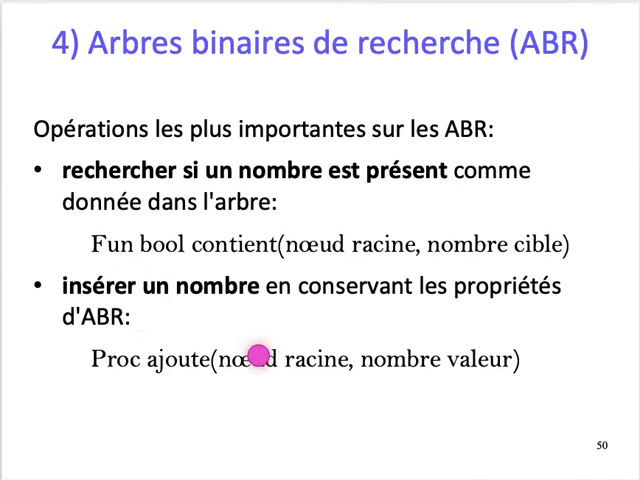 4) Arbres binaires de recherche (ABR)
Opérations les plus importantes sur les ABR:
• rechercher si un nombre est présent comme
donnée dans l'arbre:
Fun bool contient(nœud racine, nombre cible)
• insérer un nombre en conservant les propriétés
d'ABR:
Proc ajoute(nœud racine, nombre valeur)
50